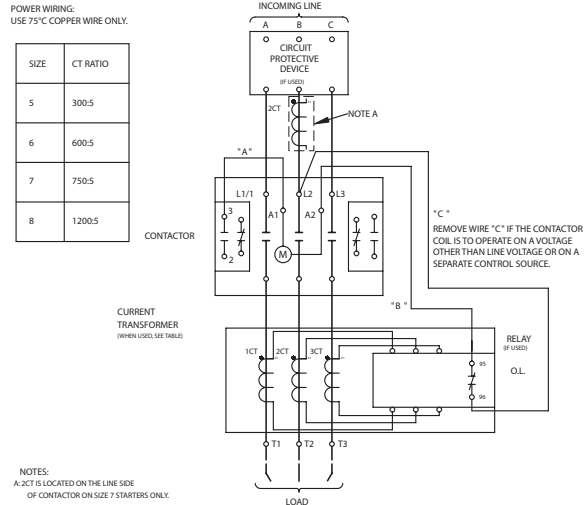 POWER WIRING:
USE 75°C COPPER WIRE ONLY.
SIZE CT RATIO
5 300:5
6 600:5
7 750:5
8 1200:5
INCOMING LINE
A B C
CIRCUIT
PROTECTIVE
DEVICE
(IF USED)
2CT
NOTE A
"A"
L1/1 L2 L3
3 A1 A2
2 M
CONTACTOR
"C "
REMOVE WIRE "C" IF THE CONTACTOR
COIL IS TO OPERATE ON A VOLTAGE
OTHER THAN LINE VOLTAGE OR ON A
SEPARATE CONTROL SOURCE.
"B "
CURRENT
TRANSFORMER
(WHEN USED, SEE TABLE)
1CT 2CT 3CT
RELAY
(IF USED)
O.L.
95
96
T1 T2 T3
LOAD
NOTES:
A: 2CT IS LOCATED ON THE LINE SIDE
OF CONTACTOR ON SIZE 7 STARTERS ONLY.